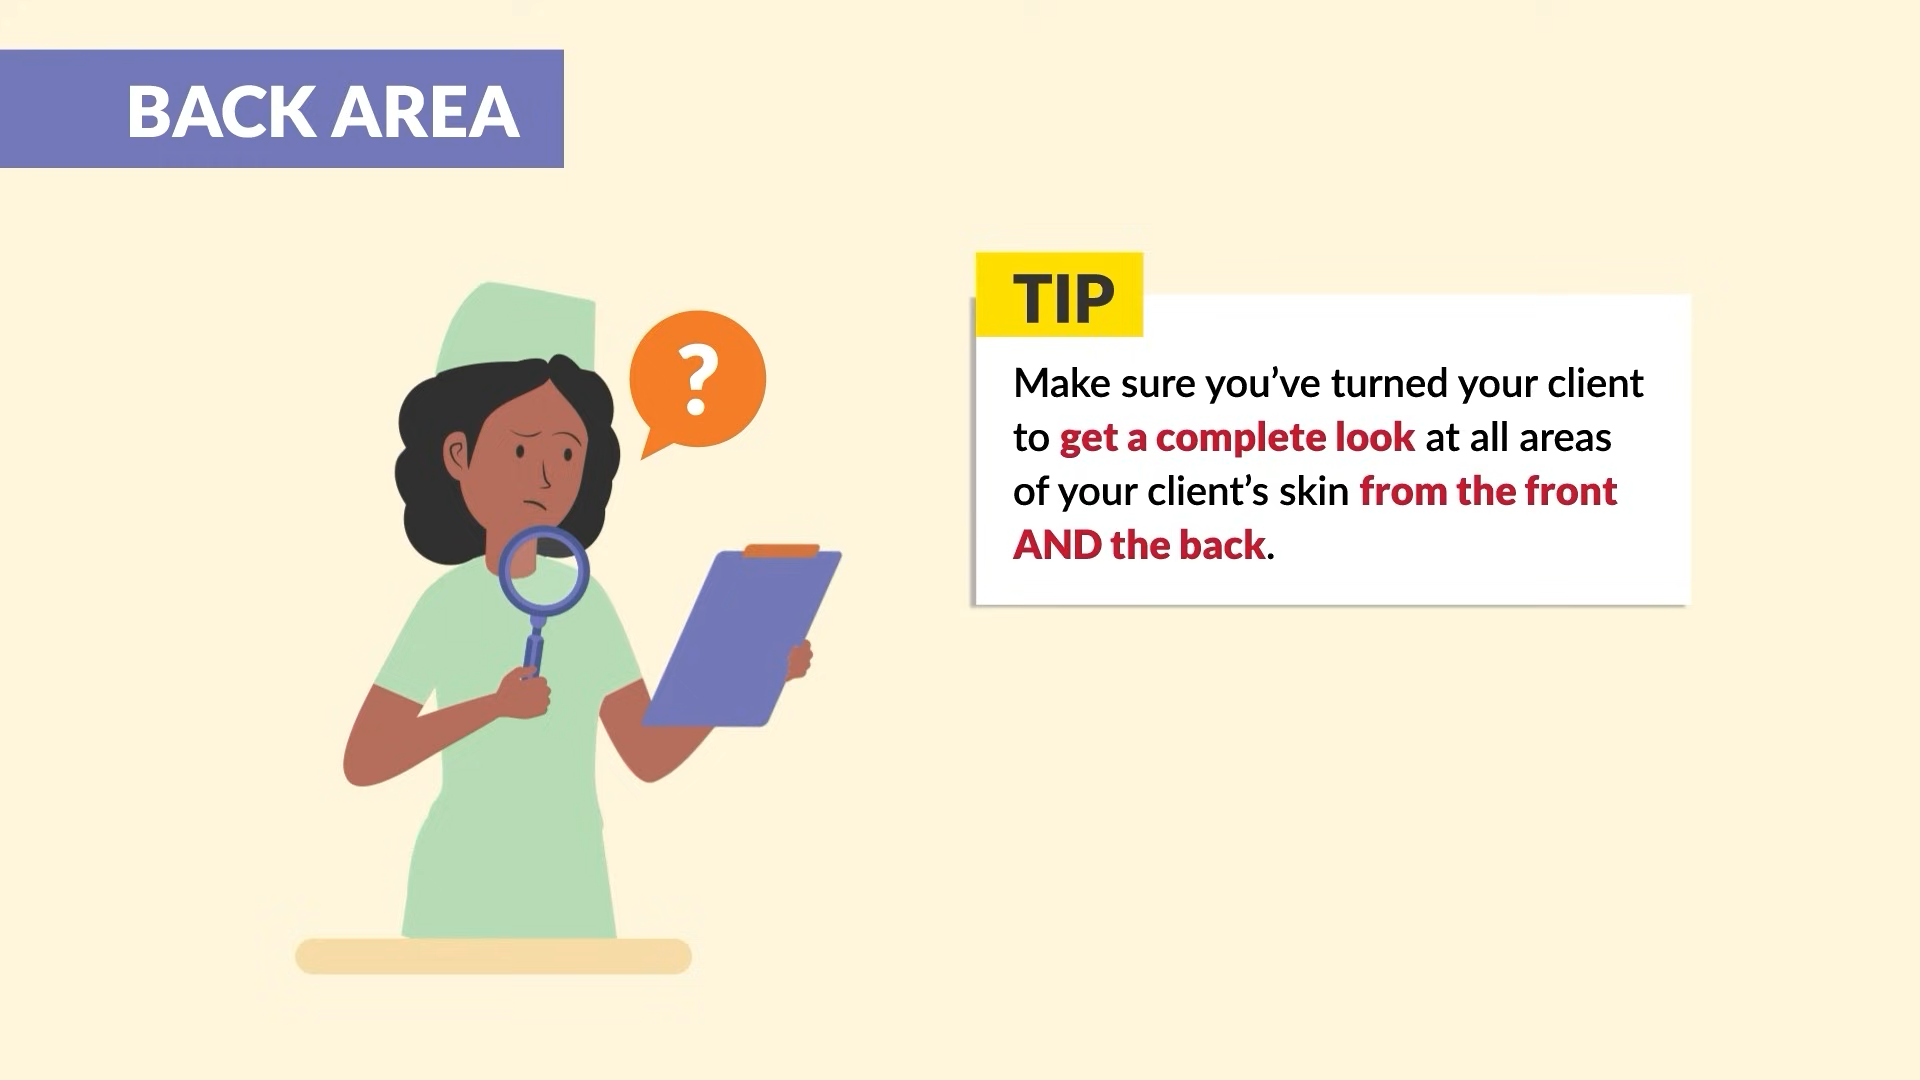 BACK AREA
?
TIP
Make sure you’ve turned your client
to get a complete look at all areas
of your client’s skin from the front
AND the back.